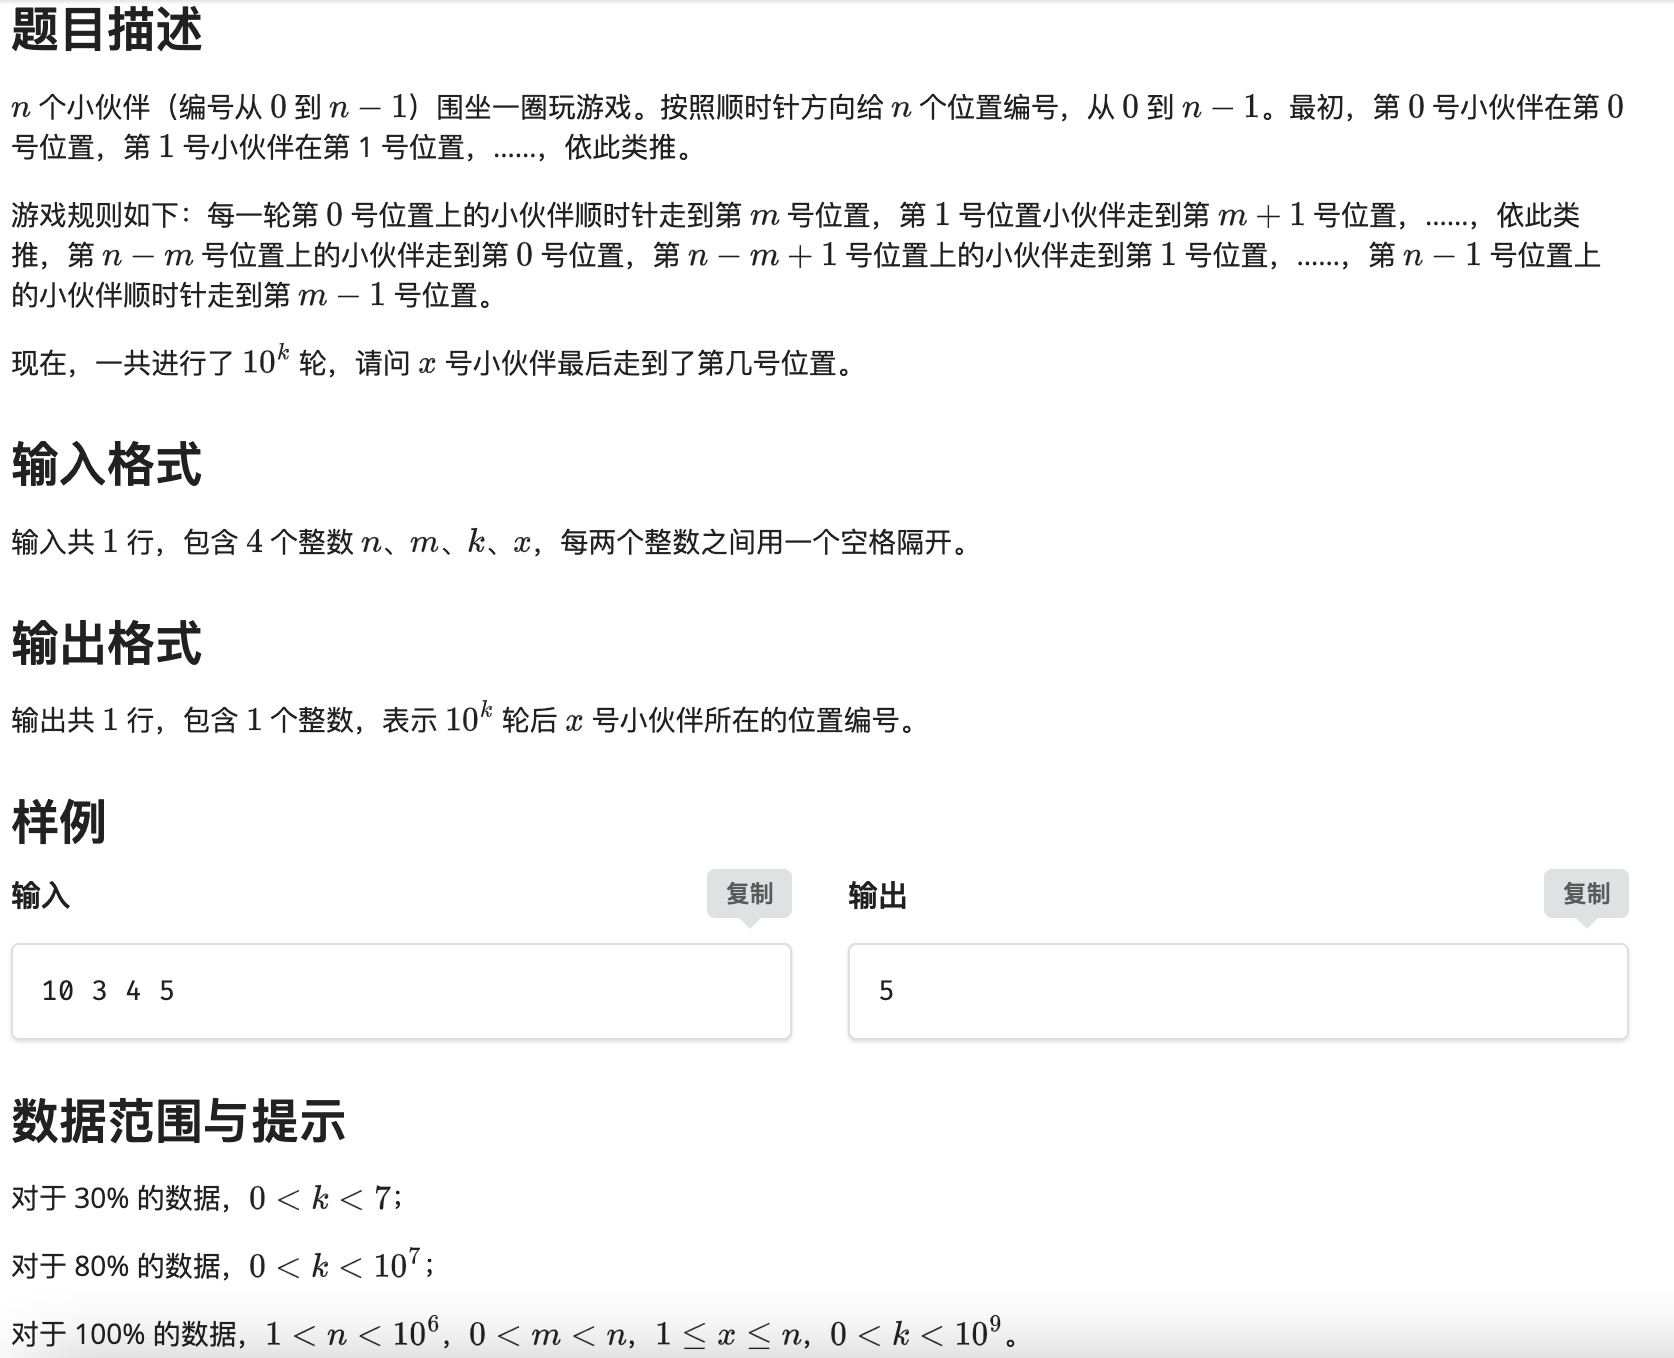 题目描述
n 个小伙伴（编号从 0 到 n − 1）围坐一圈玩游戏。按照顺时针方向给 n 个位置编号，从 0 到 n − 1。最初，第 0 号小伙伴在第 0
号位置，第 1 号小伙伴在第 1 号位置，......，依此类推。
游戏规则如下：每一轮第 0 号位置上的小伙伴顺时针走到第 m 号位置，第 1 号位置小伙伴走到第 m + 1 号位置，......，依此类
推，第 n − m 号位置上的小伙伴走到第 0 号位置，第 n − m + 1 号位置上的小伙伴走到第 1 号位置，......，第 n − 1 号位置上
的小伙伴顺时针走到第 m − 1 号位置。
现在，一共进行了 10^k 轮，请问 x 号小伙伴最后走到了第几号位置。
输入格式
输入共 1 行，包含 4 个整数 n、m、k、x，每两个整数之间用一个空格隔开。
输出格式
输出共 1 行，包含 1 个整数，表示 10^k 轮后 x 号小伙伴所在的位置编号。
样例
输入
复制
10 3 4 5
输出
复制
5
数据范围与提示
对于 30% 的数据，0 < k < 7；
对于 80% 的数据，0 < k < 10^7；
对于 100% 的数据，1 < n < 10^6，0 < m < n，1 ≤ x ≤ n，0 < k < 10^9。